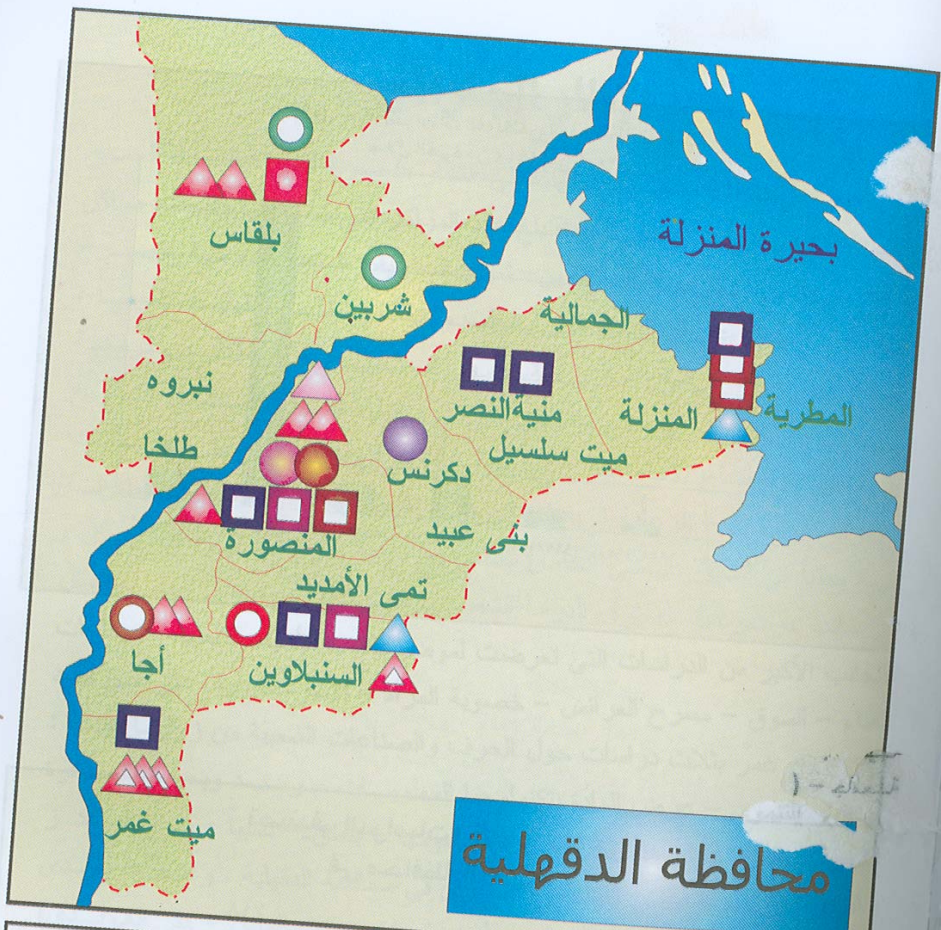 بلقاس
بحيرة المنزلة
شربين
الجمالية
نبروه
منية النصر
المنزلة
المطرية
طلخا
دكرنس
ميت سلسيل
المنصورة
بنى عبيد
تمى الأمديد
أجا
السنبلاوين
ميت غمر
محافظة الدقهلية